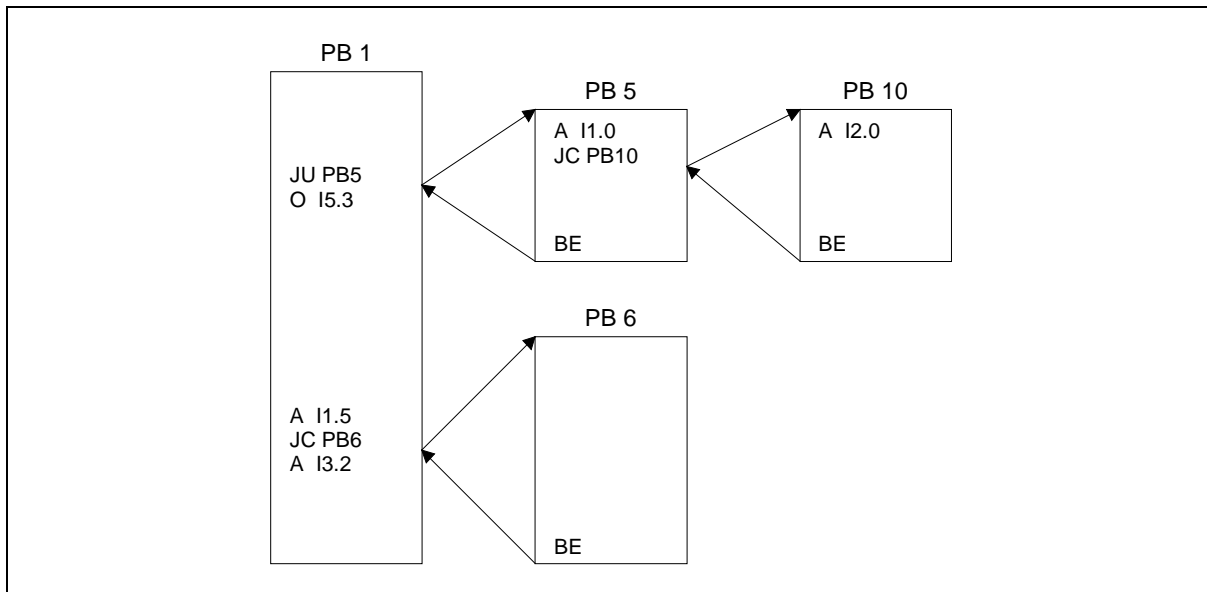 PB 1
JU PB5
O I5.3
A I1.5
JC PB6
A I3.2
PB 5
A I1.0
JC PB10
BE
PB 10
A I2.0
BE
PB 6
BE